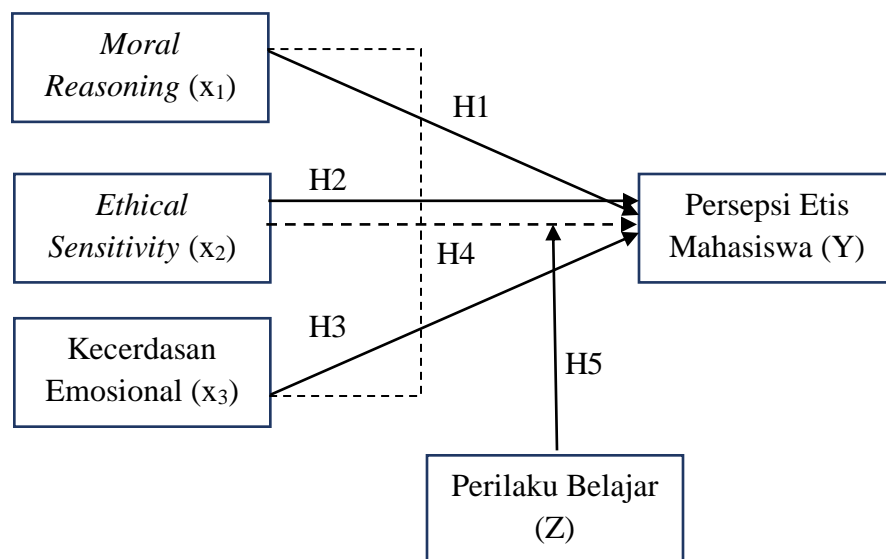 Moral
Reasoning (x₁)
H1
H2
Ethical
Sensitivity (x₂)
Persepsi Etis
Mahasiswa (Y)
H4
H3
Kecerdasan
Emosional (x₃)
H5
Perilaku Belajar
(Z)